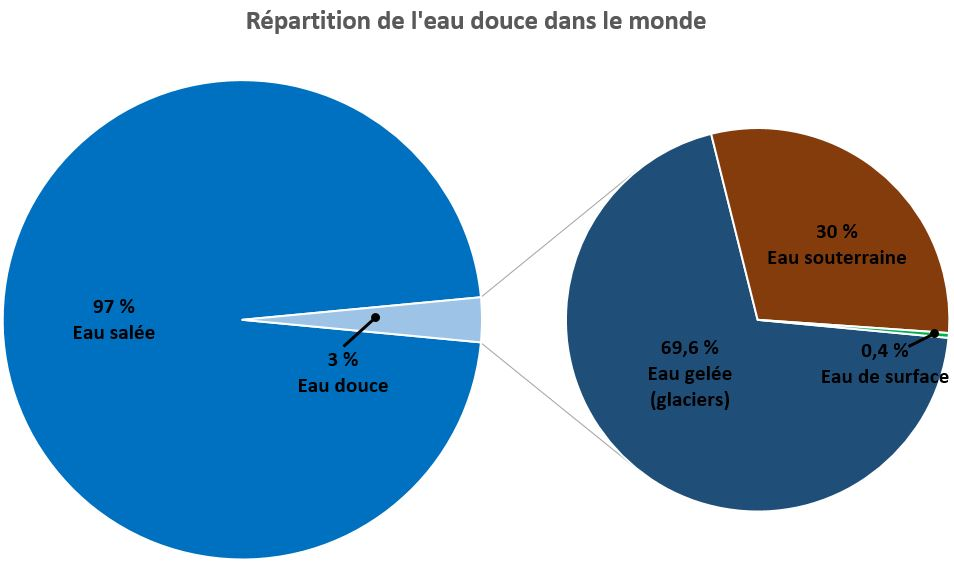 Répartition de l'eau douce dans le monde
97 %
Eau salée
3 %
Eau douce
30 %
Eau souterraine
69,6 %
Eau gelée
(glaciers)
0,4 %
Eau de surface